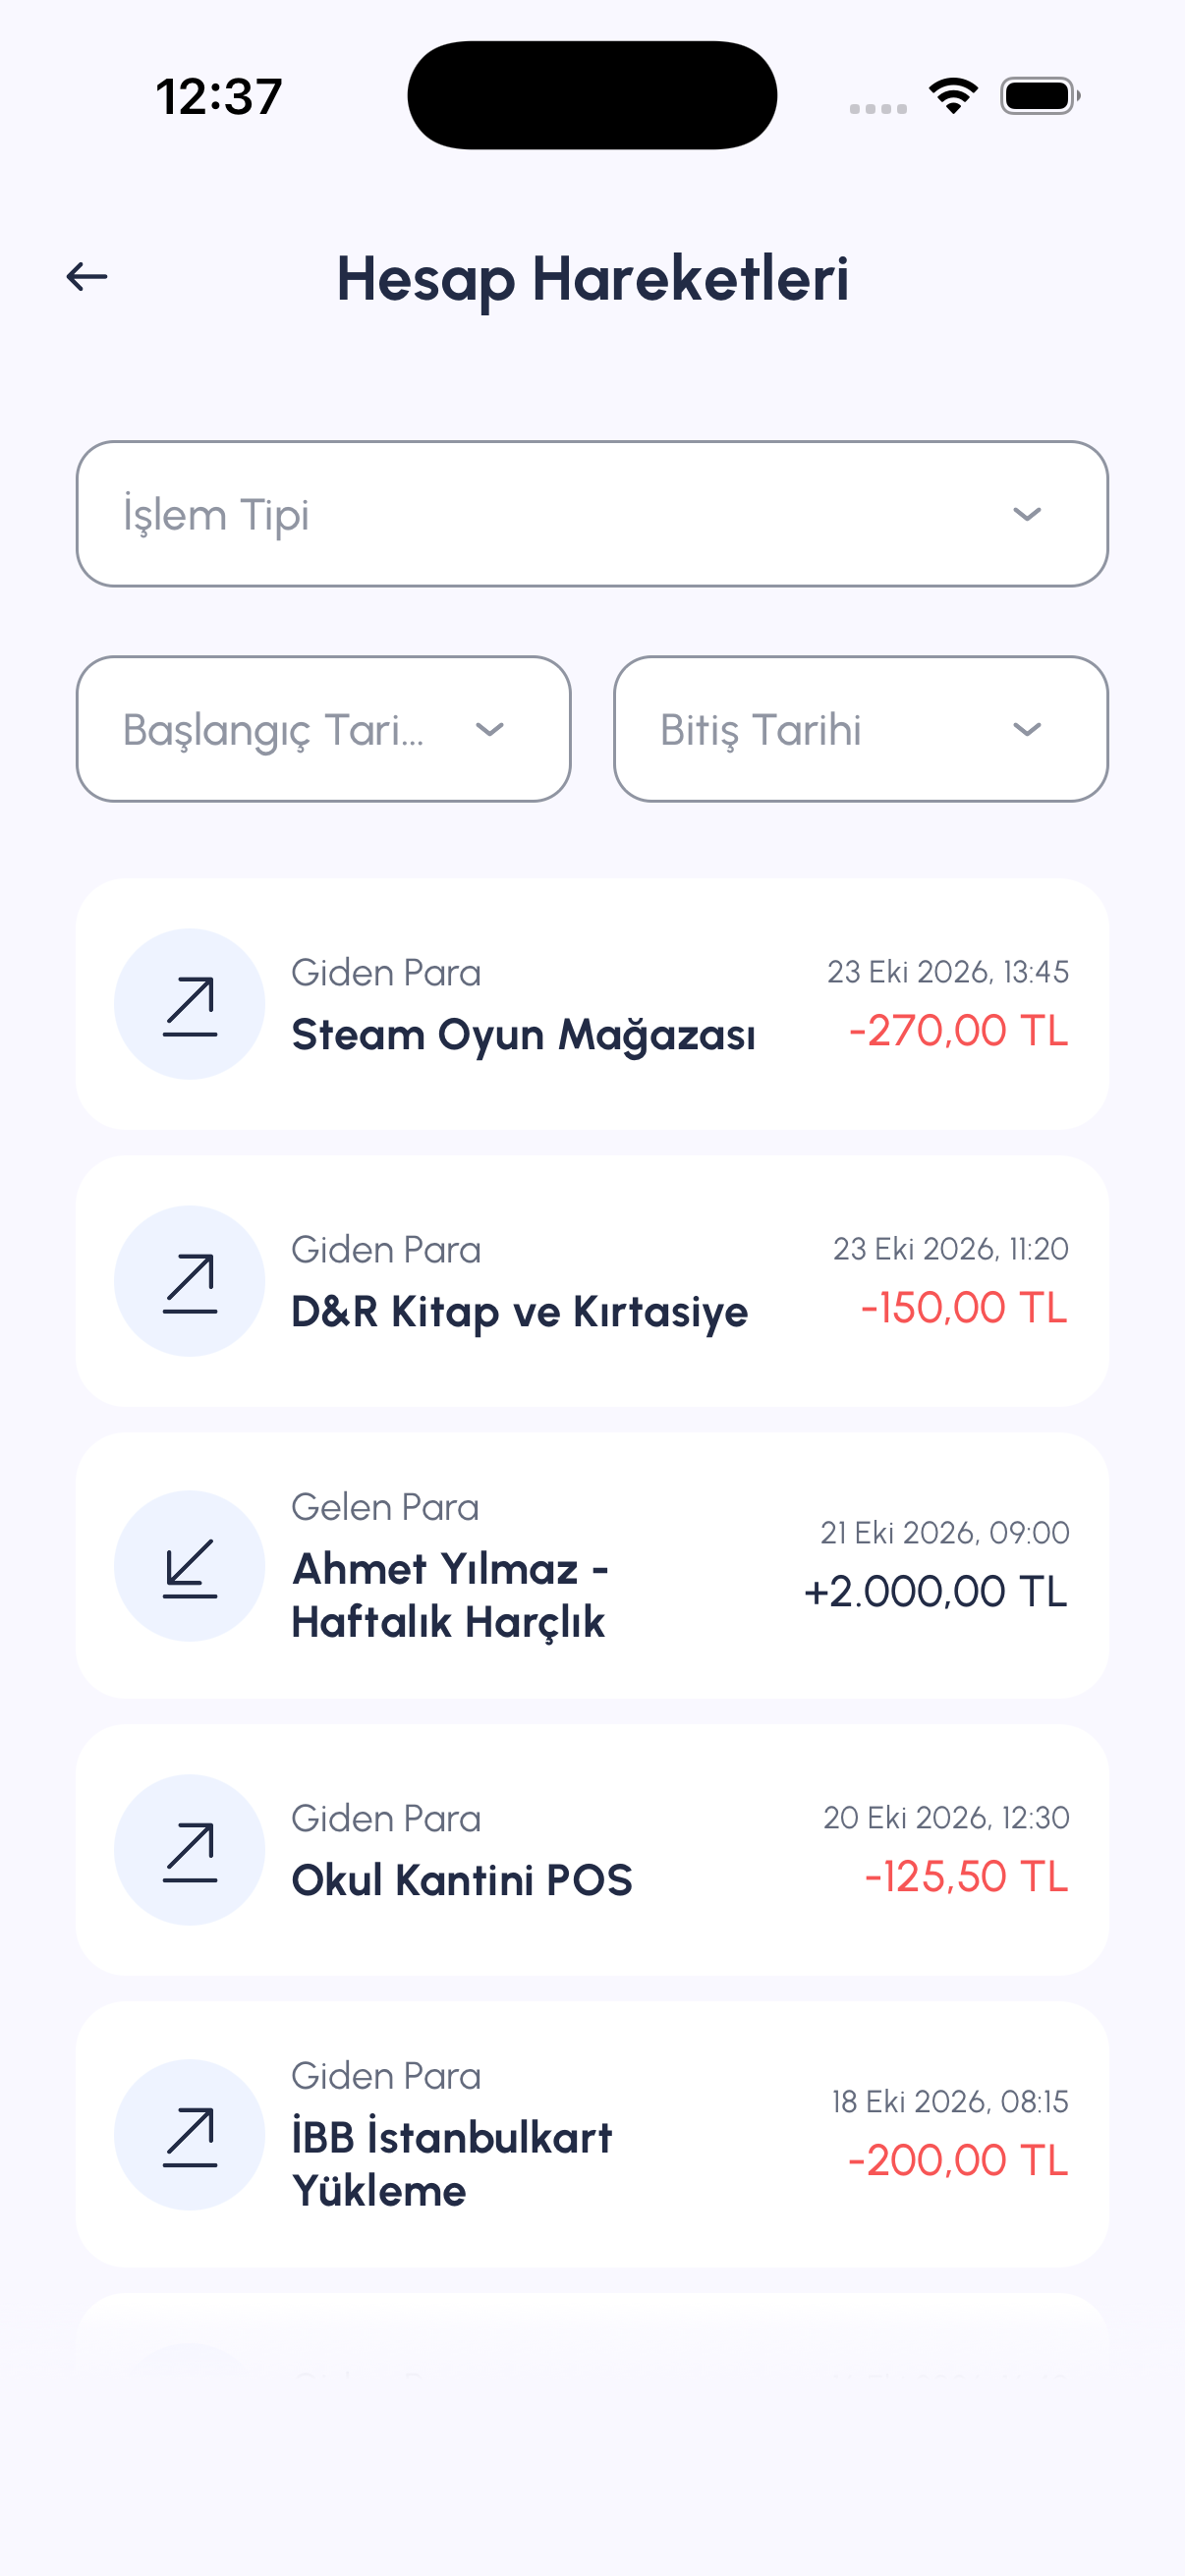 12:37
Hesap Hareketleri
İşlem Tipi
Başlangıç Tari...
Bitiş Tarihi
Giden Para
23 Eki 2026, 13:45
Steam Oyun Mağazası
-270,00 TL
Giden Para
23 Eki 2026, 11:20
D&R Kitap ve Kırtasiye
-150,00 TL
Gelen Para
21 Eki 2026, 09:00
Ahmet Yılmaz -
Haftalık Harçlık
+2.000,00 TL
Giden Para
20 Eki 2026, 12:30
Okul Kantini POS
-125,50 TL
Giden Para
18 Eki 2026, 08:15
İBB İstanbulkart
Yükleme
-200,00 TL